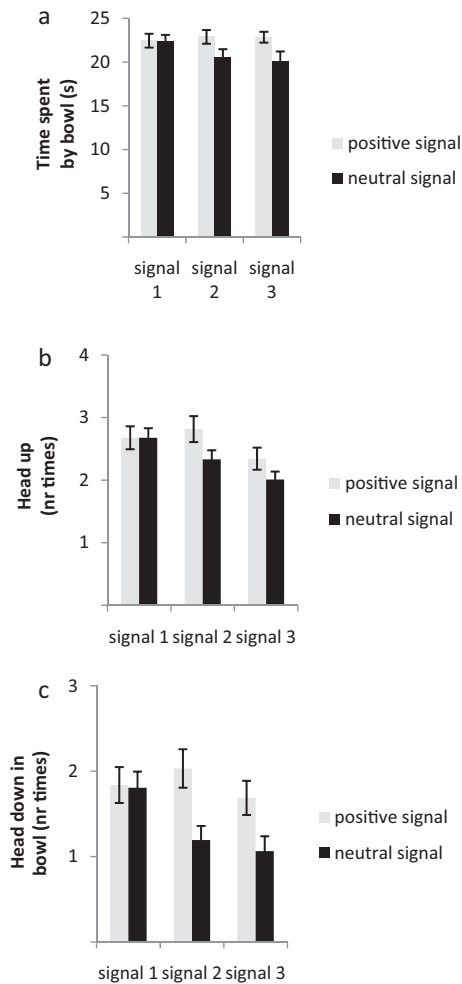 a
Time spent
by bowl (s)
25
20
15
10
5
signal
1
signal
2
signal
3
positive signal
neutral signal
b
Head up
(nr times)
4
3
2
1
signal 1 signal 2 signal 3
positive signal
neutral signal
c
Head down in
bowl (nr times)
3
2
1
signal 1 signal 2 signal 3
positive signal
neutral signal